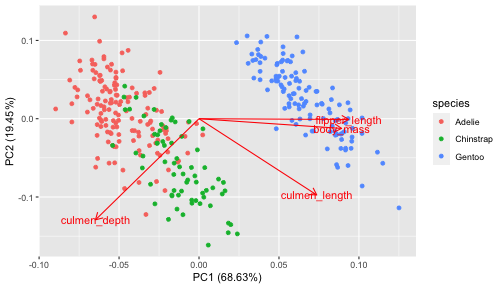 0.1
0.0
-0.1
PC2 (19.45%)
flipper_length
body_mass
culmen_length
culmen_depth
-0.10
-0.05
0.00
0.05
0.10
PC1 (68.63%)
species
Adelie
Chinstrap
Gentoo